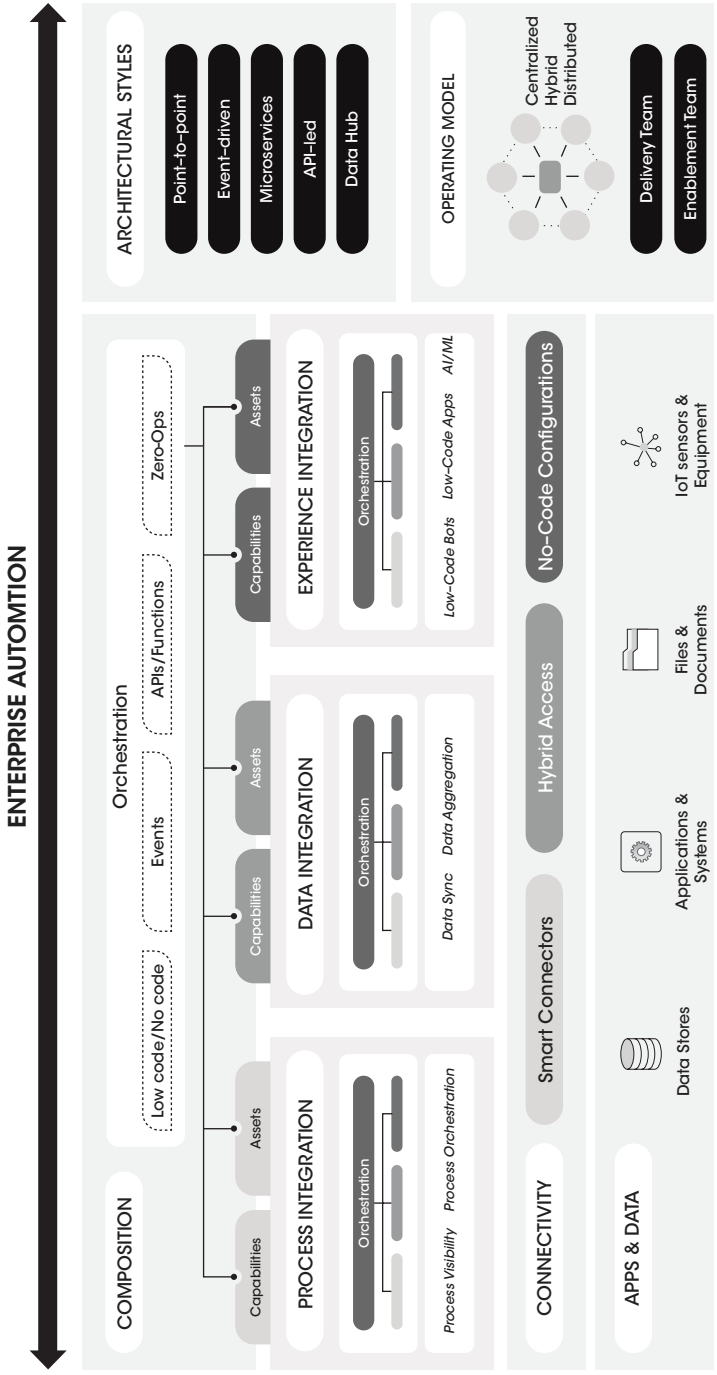 ENTERPRISE AUTOMTION
COMPOSITION
Orchestration
Low code/No code
Events
APIs/Functions
Zero-Ops
Capabilities
Assets
Capabilities
Assets
Capabilities
Assets
PROCESS INTEGRATION
Orchestration
Process Visibility
Process Orchestration
DATA INTEGRATION
Orchestration
Data Sync
Data Aggregation
EXPERIENCE INTEGRATION
Orchestration
Low-Code Bots
Low-Code Apps
AI/ML
CONNECTIVITY
Smart Connectors
Hybrid Access
No-Code Configurations
APPS & DATA
Data Stores
Applications &
Systems
Files &
Documents
IoT sensors &
Equipment
ARCHITECTURAL STYLES
Point-to-point
Event-driven
Microservices
API-led
Data Hub
OPERATING MODEL
Centralized
Hybrid
Distributed
Delivery Team
Enablement Team